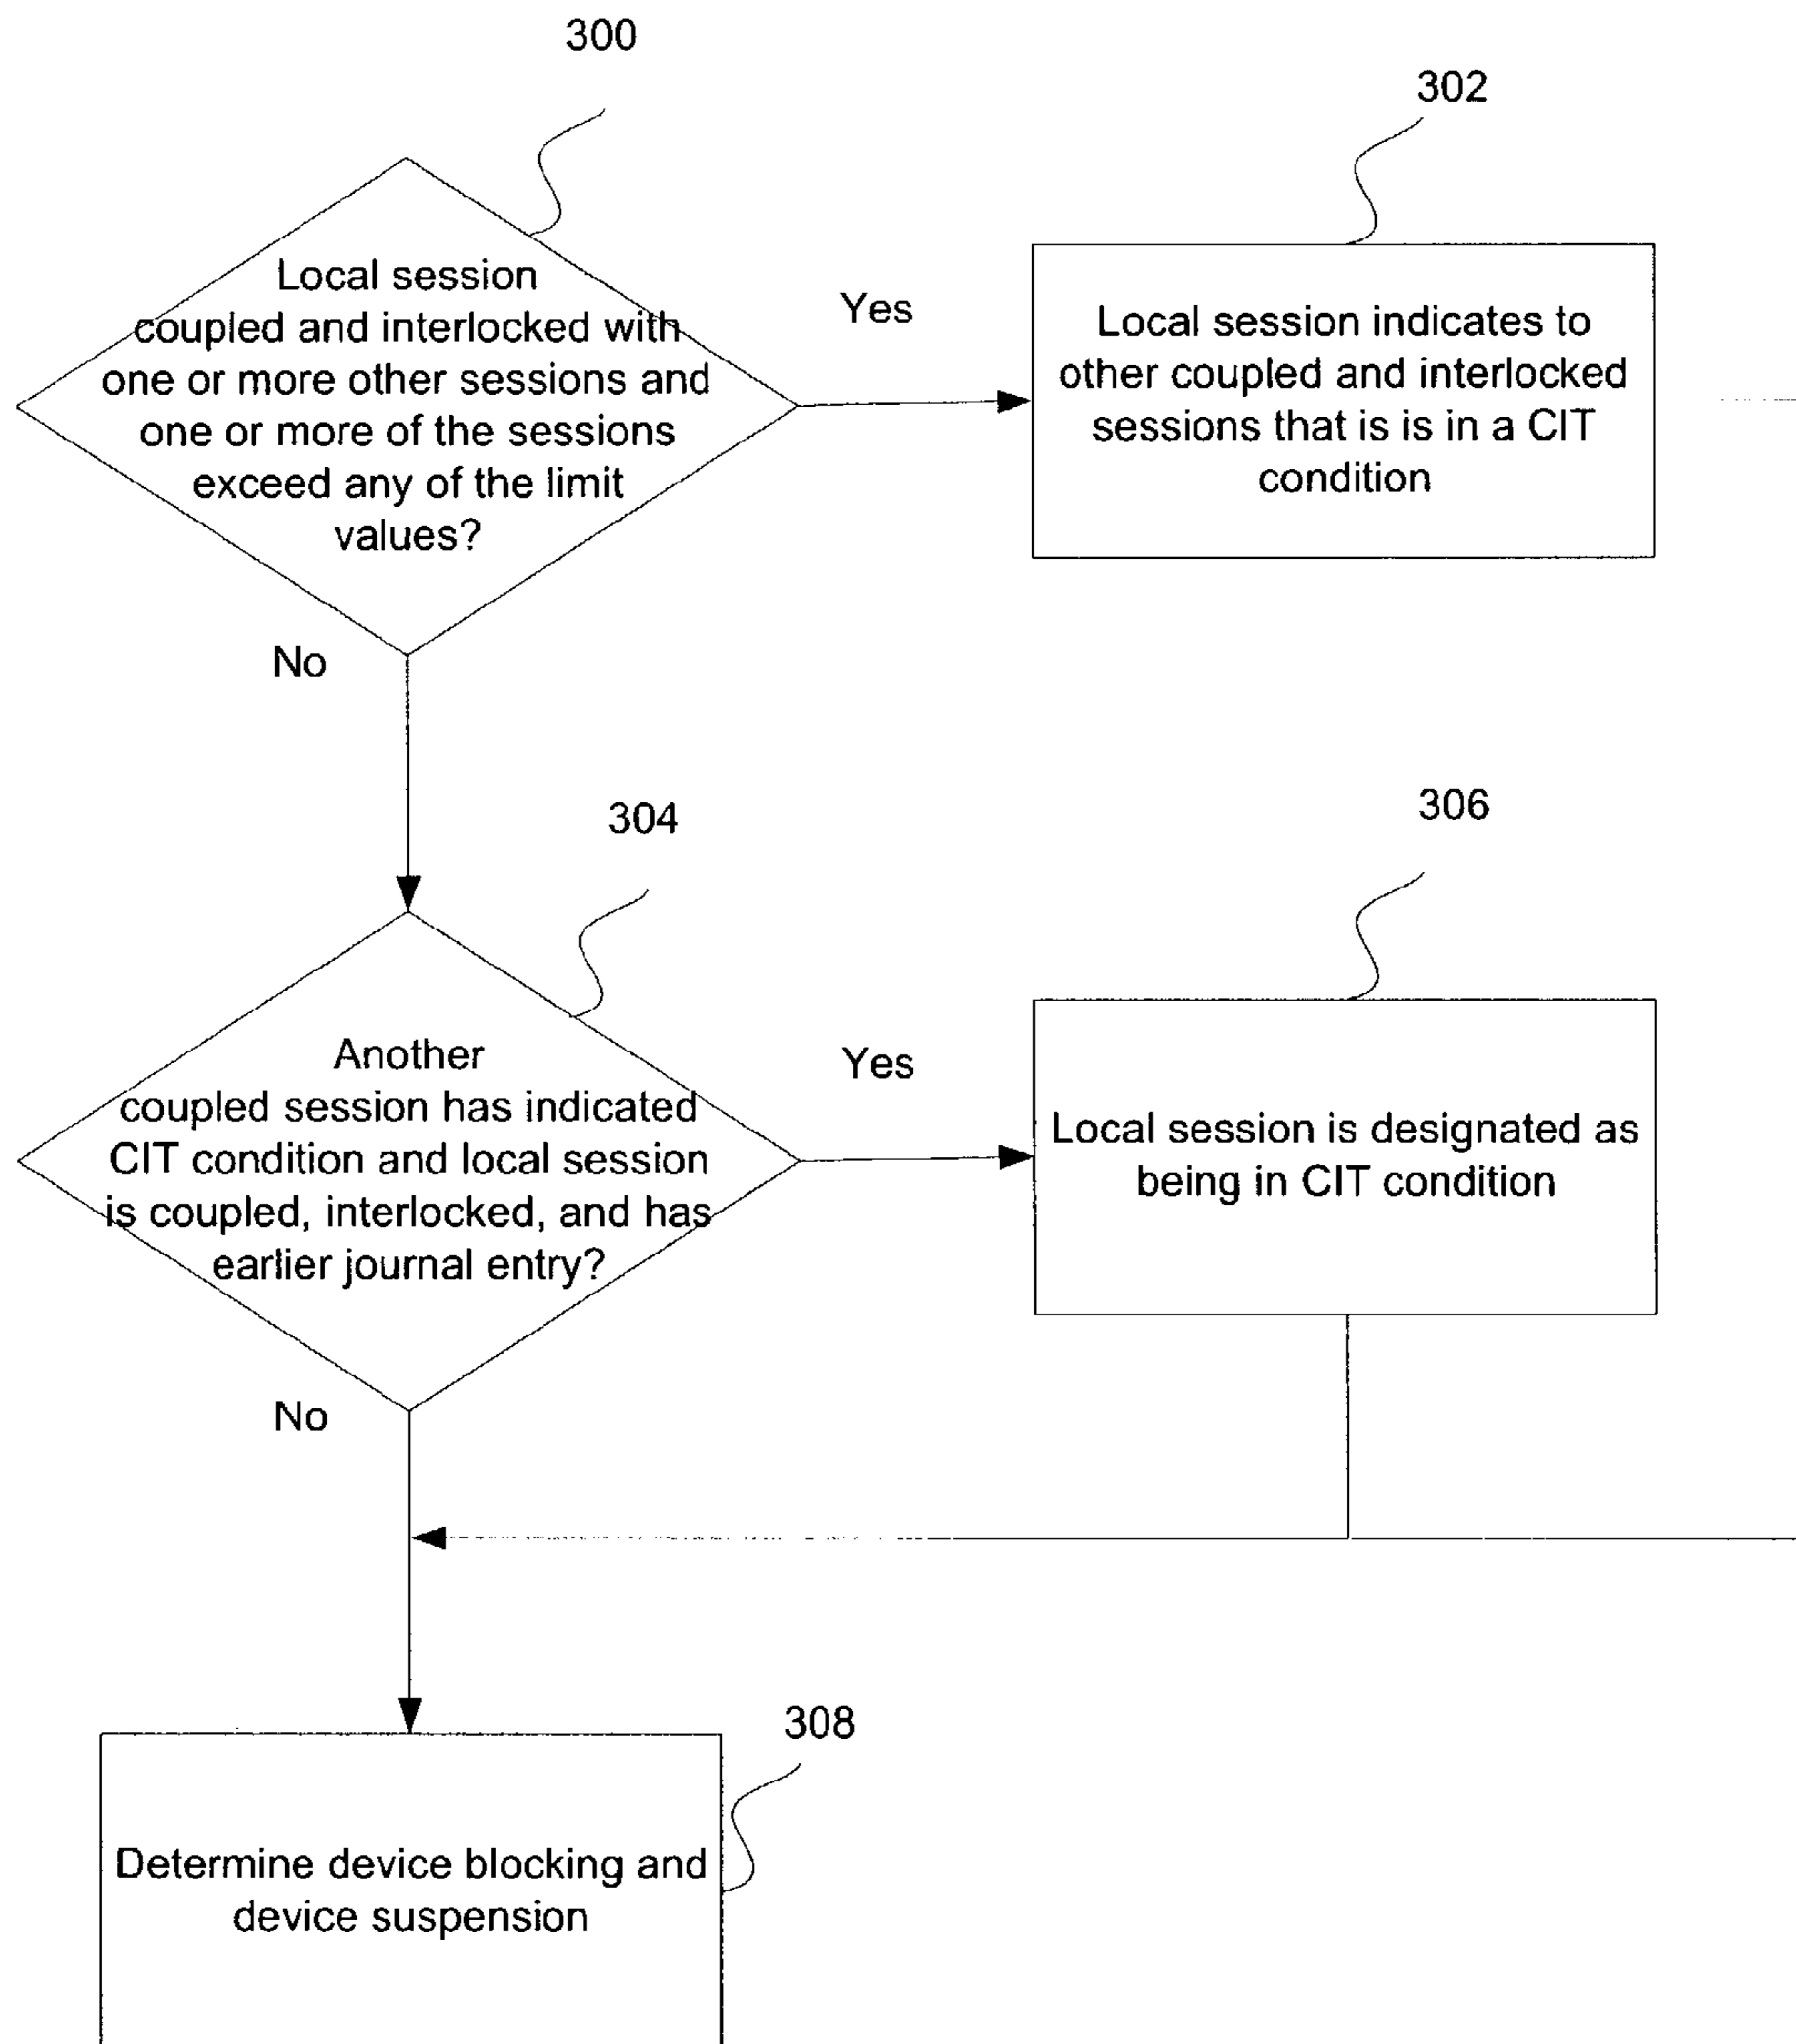 300
302
Local session
coupled and interlocked with
one or more other sessions and
one or more of the sessions
exceed any of the limit
values?
Yes
Local session indicates to
other coupled and interlocked
sessions that is is in a CIT
condition
No
304
306
Another
coupled session has indicated
CIT condition and local session
is coupled, interlocked, and has
earlier journal entry?
Yes
Local session is designated as
being in CIT condition
No
308
Determine device blocking and
device suspension